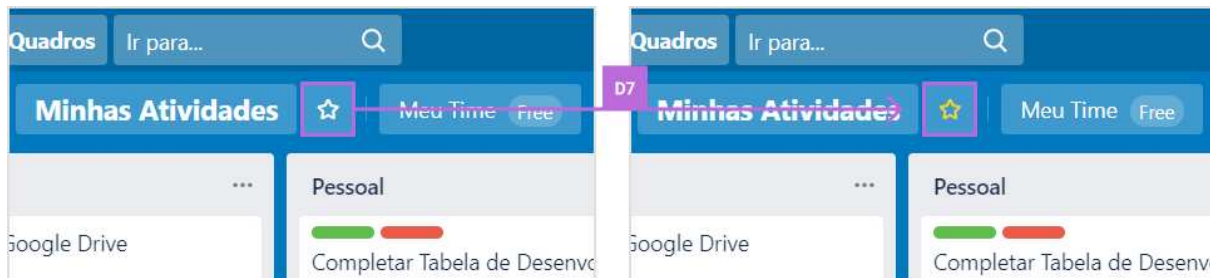 Quadros Ir para...
Minhas Atividades Meu Time Free
... Pessoal
Google Drive
Completar Tabela de Desenvo
D7
Quadros Ir para...
Minhas Atividades Meu Time Free
... Pessoal
Google Drive
Completar Tabela de Desenv